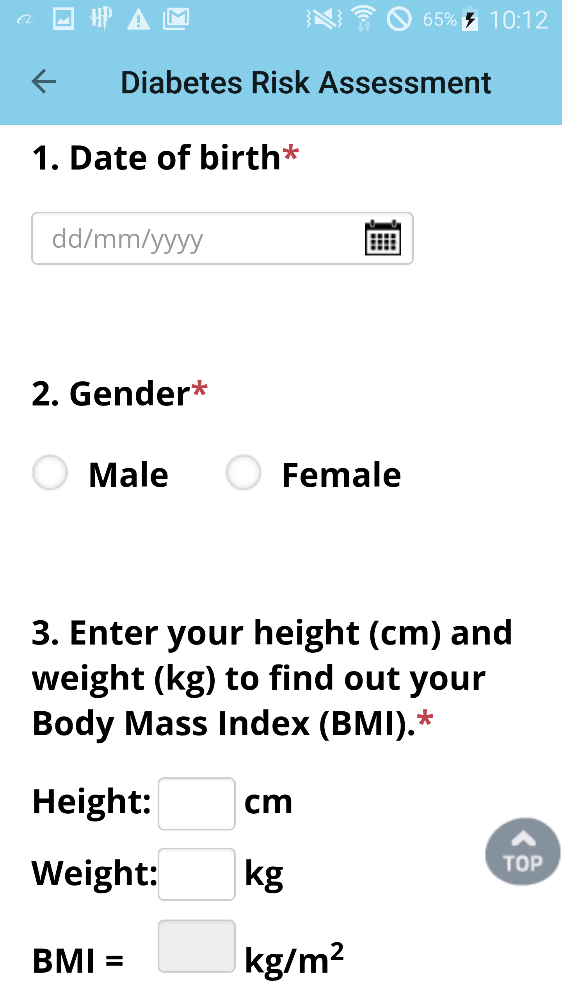 65% 10:12
Diabetes Risk Assessment
1. Date of birth*
dd/mm/yyyy
2. Gender*
Male Female
3. Enter your height (cm) and
weight (kg) to find out your
Body Mass Index (BMI).*
Height: cm
TOP
Weight: kg
BMI = kg/m²